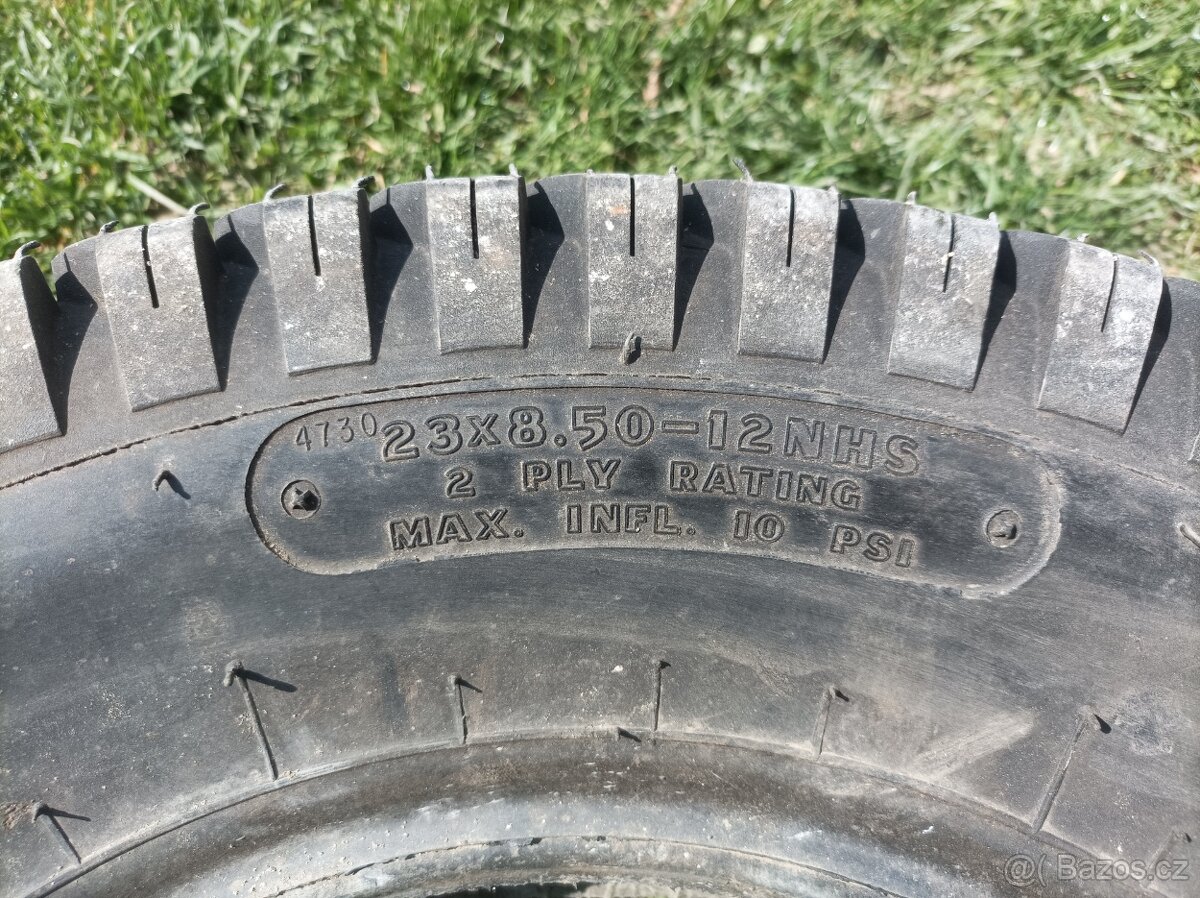 4730 23x8.50-12NHS
2 PLY RATING
MAX. INFL. 10 PSI
Bazos.cz